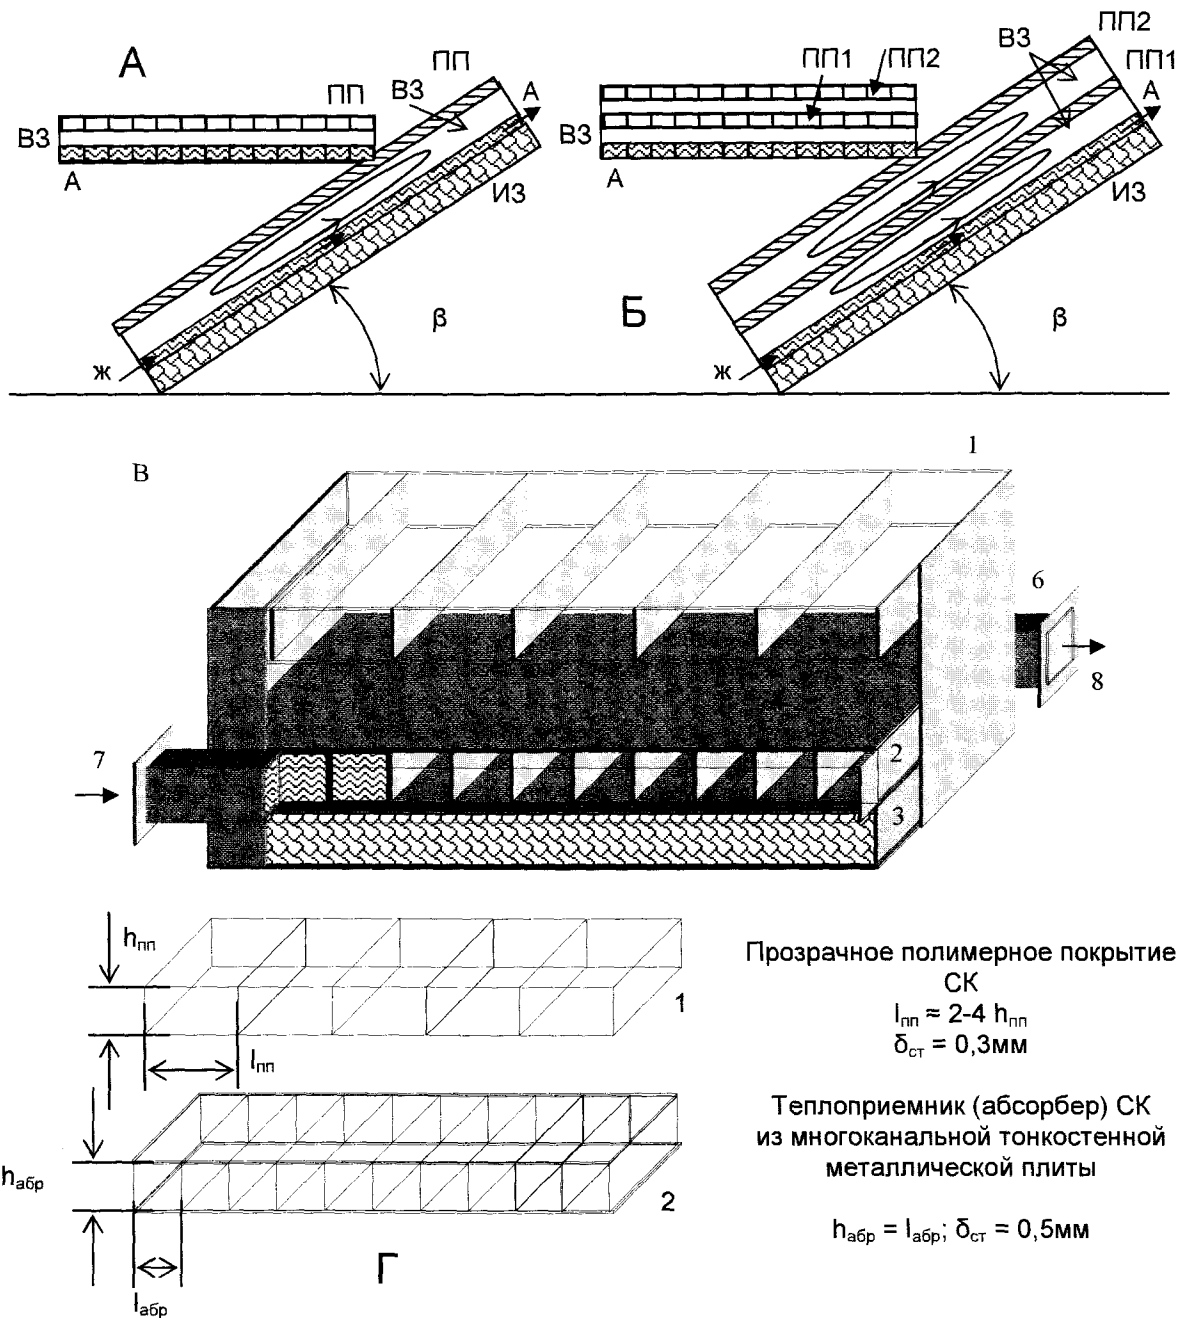 А
ПП
ПП
ВЗ
А
ВЗ
А
ИЗ
β
ж
ПП1
ПП2
ВЗ
ПП2
ПП1
А
ВЗ
А
ИЗ
Б
β
ж
В
1
6
8
7
2
3
hпп
1
lпп
Прозрачное полимерное покрытие
СК
lпп = 2-4 hпп
δст = 0,3мм
Теплоприемник (абсорбер) СК
из многоканальной тонкостенной
металлической плиты
hабр
2
hабр = lабр; δст = 0,5мм
Г
lабр